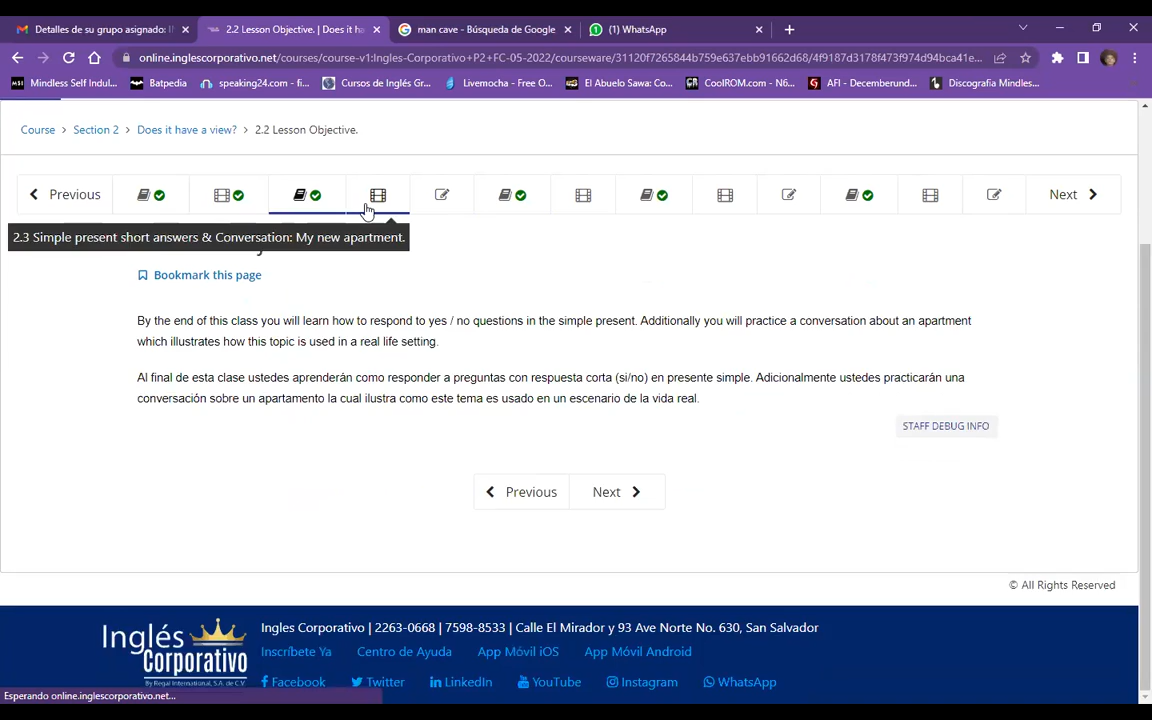 Detalles de su grupo asignado: I
2.2 Lesson Objective. | Does it ha
man cave - Búsqueda de Google
(1) WhatsApp
online.inglescorporativo.net/courses/course-v1:Ingles-Corporativo+P2+FC-05-2022/courseware/31120f7265844b759e637ebb91662d68/4f9187d3178f473f974d94bca41e...
Mindless Self Indul...
Batpedia
speaking24.com - f...
Cursos de Inglés Gr...
Livemocha - Free O...
El Abuelo Sawa: Co...
CoolROM.com - N6...
AFI - Decemberund...
Discografia Mindles...
Course > Section 2 > Does it have a view? > 2.2 Lesson Objective.
Previous
Next
2.3 Simple present short answers & Conversation: My new apartment.
Bookmark this page
By the end of this class you will learn how to respond to yes / no questions in the simple present. Additionally you will practice a conversation about an apartment
which illustrates how this topic is used in a real life setting.
Al final de esta clase ustedes aprenderán como responder a preguntas con respuesta corta (si/no) en presente simple. Adicionalmente ustedes practicarán una
conversación sobre un apartamento la cual ilustra como este tema es usado en un escenario de la vida real.
STAFF DEBUG INFO
Previous
Next
© All Rights Reserved
Inglés
Corporativo
By Regal International, S.A. de C.V.
Ingles Corporativo | 2263-0668 | 7598-8533 | Calle El Mirador y 93 Ave Norte No. 630, San Salvador
Inscríbete Ya
Centro de Ayuda
App Móvil iOS
App Móvil Android
Facebook
Twitter
LinkedIn
YouTube
Instagram
WhatsApp
Esperando online.inglescorporativo.net...